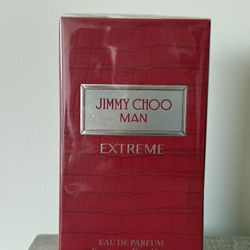 JIMMY CHOO
MAN
EXTREME
EAU DE PARFUM